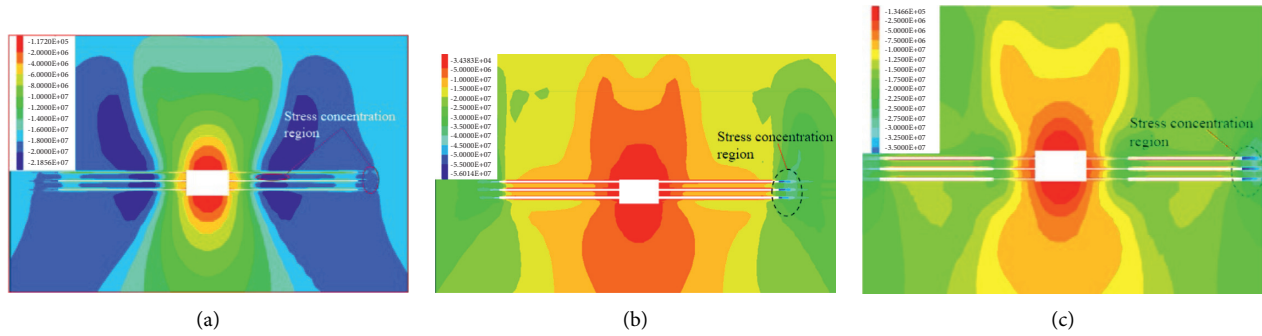 -1.1720E+05
-2.0000E+06
-4.0000E+06
-6.0000E+06
-8.0000E+06
-1.2000E+07
-1.4000E+07
-1.6000E+07
-1.8000E+07
-2.0000E+07
-2.1856E+07
Stress concentration
region
(a)
-3.4383E+04
-5.0000E+06
-1.0000E+07
-1.5000E+07
-2.0000E+07
-2.5000E+07
-3.0000E+07
-3.5000E+07
-4.0000E+07
-4.5000E+07
-5.0000E+07
-5.5000E+07
-5.6014E+07
Stress concentration
region
(b)
-1.3466E+05
-2.5000E+06
-5.0000E+06
-7.5000E+06
-1.0000E+07
-1.2500E+07
-1.5000E+07
-1.7500E+07
-2.0000E+07
-2.2500E+07
-2.5000E+07
-2.7500E+07
-3.0000E+07
-3.2500E+07
-3.5000E+07
Stress concentration
region
(c)